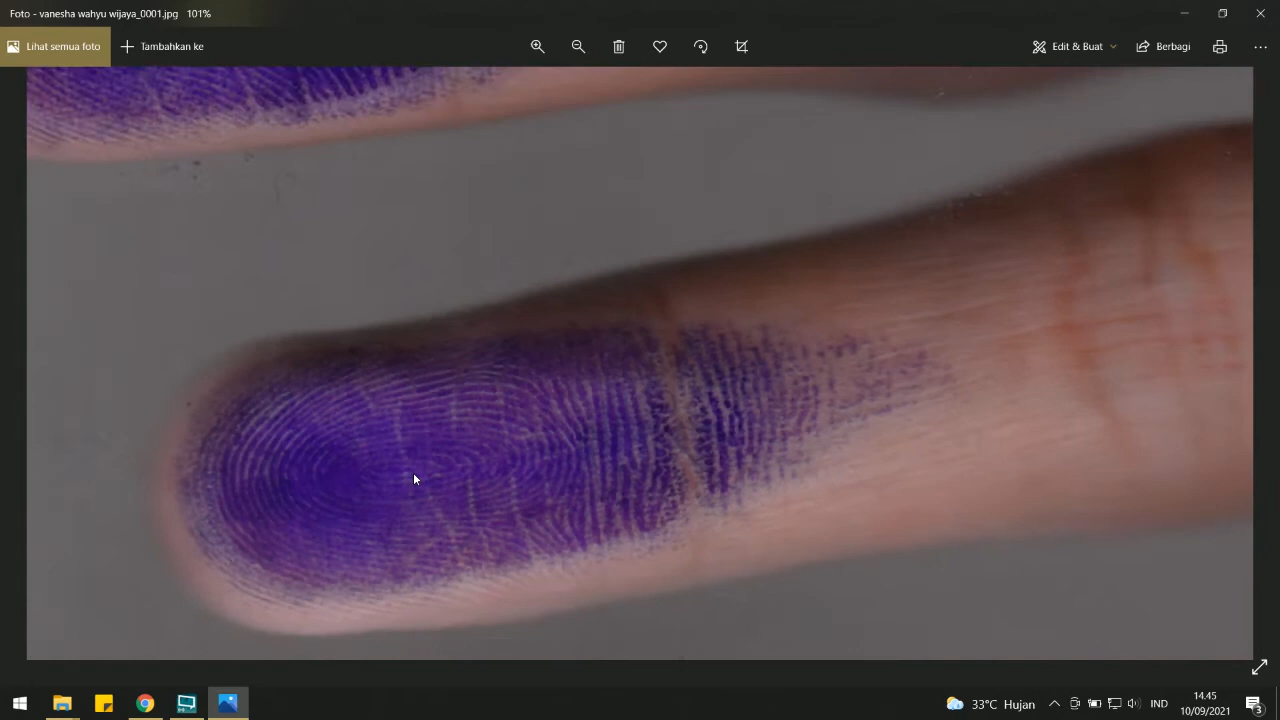 Foto - vanesha wahyu wijaya_0001.jpg 101%
Lihat semua foto
Tambahkan ke
Edit & Buat
Berbagi
33°C Hujan
IND
14.45
10/09/2021
3